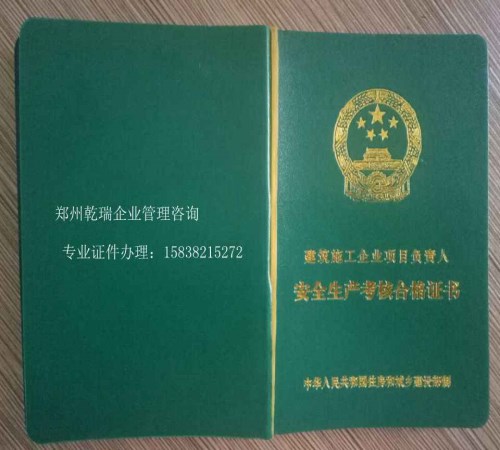 郑州乾瑞企业管理咨询
专业证件办理：15838215272
建筑施工企业项目负责人
安全生产考核合格证书
中华人民共和国住房和城乡建设部制